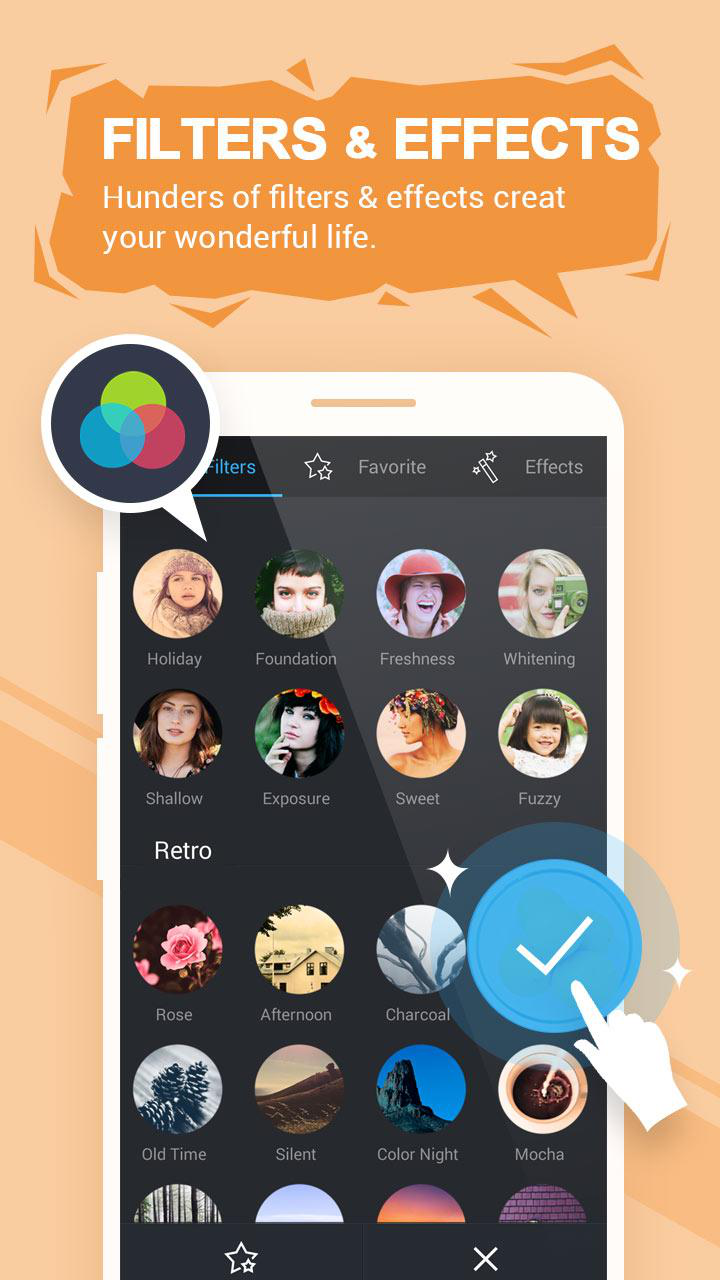 FILTERS & EFFECTS
Hunders of filters & effects creat
your wonderful life.
Filters Favorite Effects
Holiday Foundation Freshness Whitening
Shallow Exposure Sweet Fuzzy
Retro
Rose Afternoon Charcoal
Old Time Silent Color Night Mocha